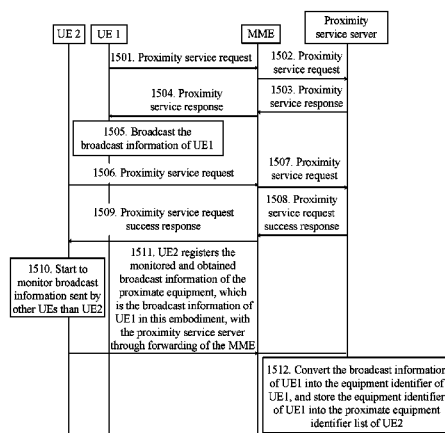 UE 2
UE 1
MME
Proximity
service server
1501. Proximity
service request
1502. Proximity
service request
1503. Proximity
service response
1504. Proximity
service response
1505. Broadcast the
broadcast information of UE1
1506. Proximity service request
1507. Proximity
service request
1508. Proximity
service request
success response
1509. Proximity service request
success response
1510. Start to
monitor broadcast
information sent by
other UEs than UE2
1511. UE2 registers the
monitored and obtained
broadcast information of the
proximate equipment, which
is the broadcast information of
UE1 in this embodiment, with
the proximity service server
through forwarding of the MME
1512. Convert the broadcast information
of UE1 into the equipment identifier of
UE1, and store the equipment identifier
of UE1 into the proximate equipment
identifier list of UE2